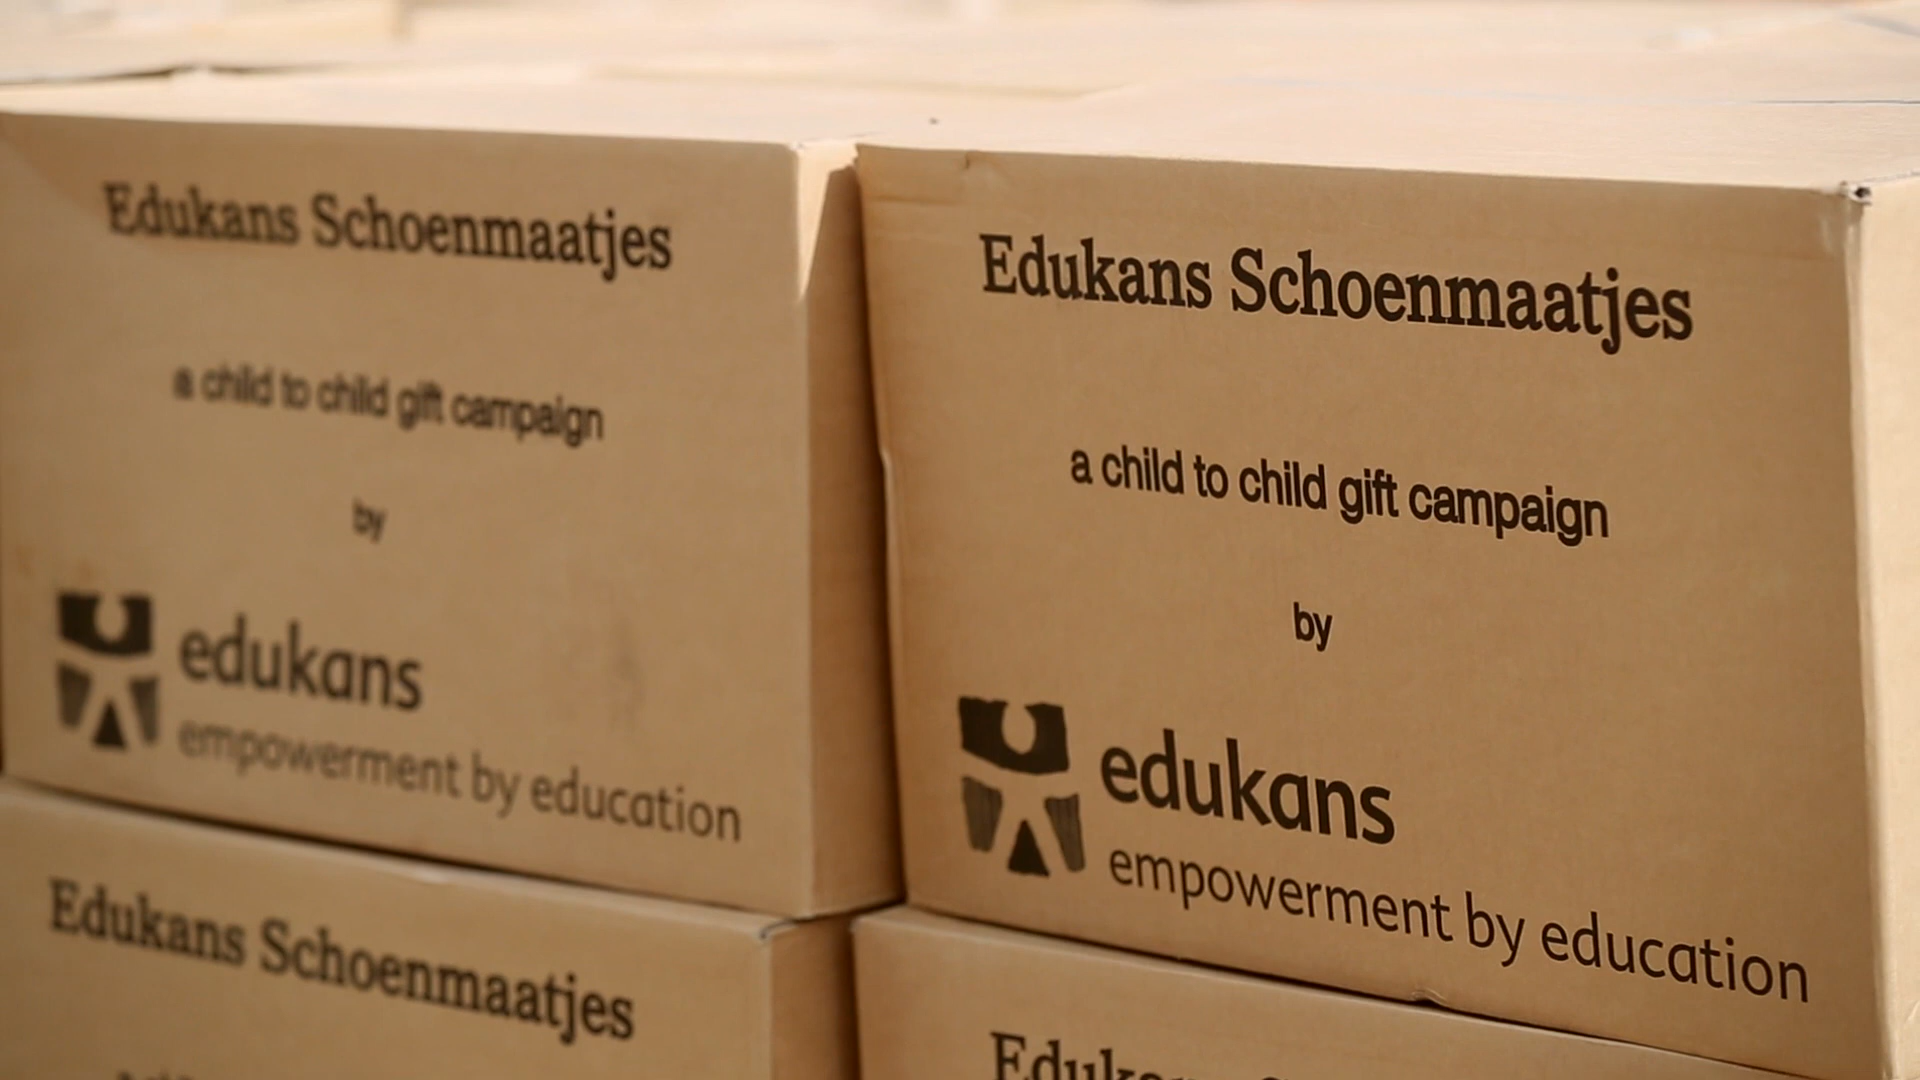 Edukans Schoenmaatjes
a child to child gift campaign
by
edukans
empowerment by education
Edukans Schoenmaatjes
a child to child gift campaign
by
edukans
empowerment by education
Edukans Schoenmaatjes